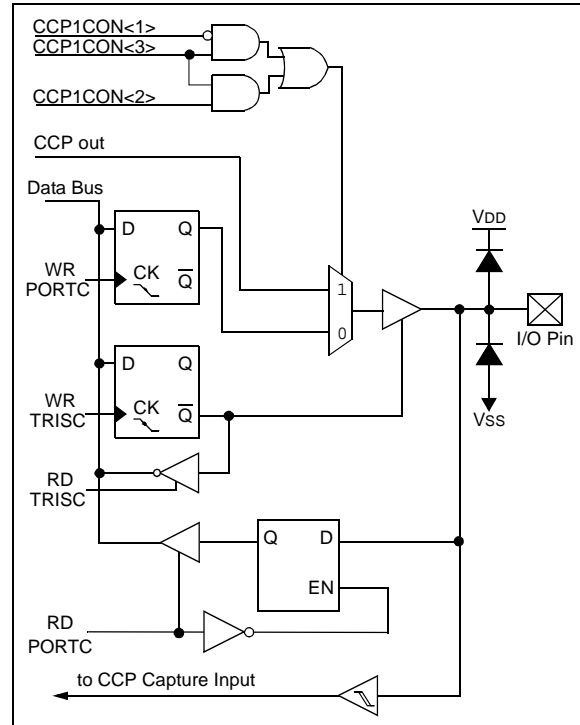 CCP1CON<1>
CCP1CON<3>
CCP1CON<2>
CCP out
Data Bus
D Q
WR
PORTC
CK Q
VDD
1
0
I/O Pin
D Q
WR
TRISC
CK Q
VSS
RD
TRISC
Q D
EN
RD
PORTC
to CCP Capture Input